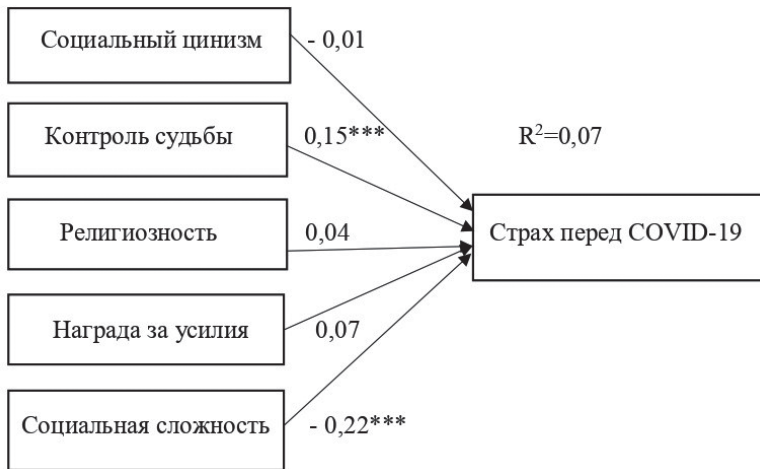 Социальный цинизм
- 0,01
Контроль судьбы
0,15***
R²=0,07
Религиозность
0,04
Страх перед COVID-19
Награда за усилия
0,07
Социальная сложность
- 0,22***